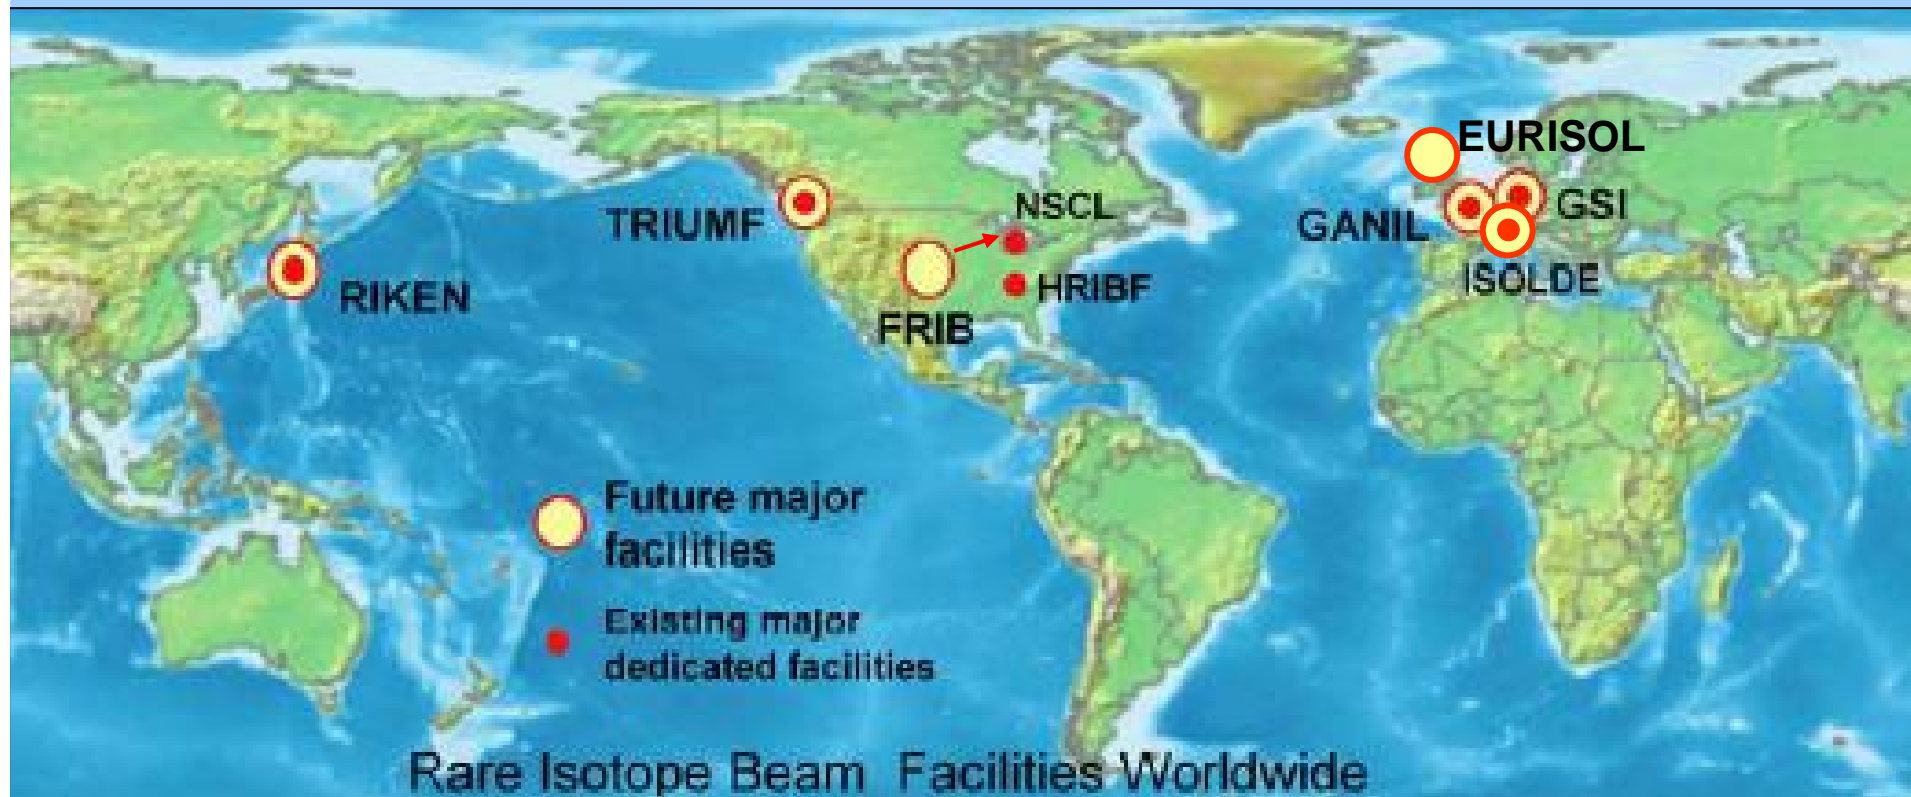 EURISOL
NSCL
GSI
TRIUMF
GANIL
RIKEN
HRIBF
ISOLDE
FRIB
Future major
facilities
Existing major
dedicated facilities
Rare Isotope Beam Facilities Worldwide